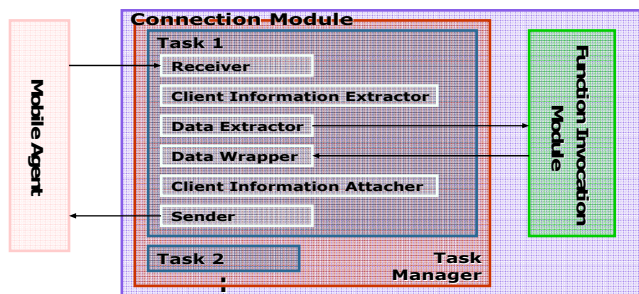 Connection Module
Task 1
Receiver
Client Information Extractor
Data Extractor
Data Wrapper
Client Information Attacher
Sender
Task 2
Task
Manager
Mobile Agent
Function Invocation
Module